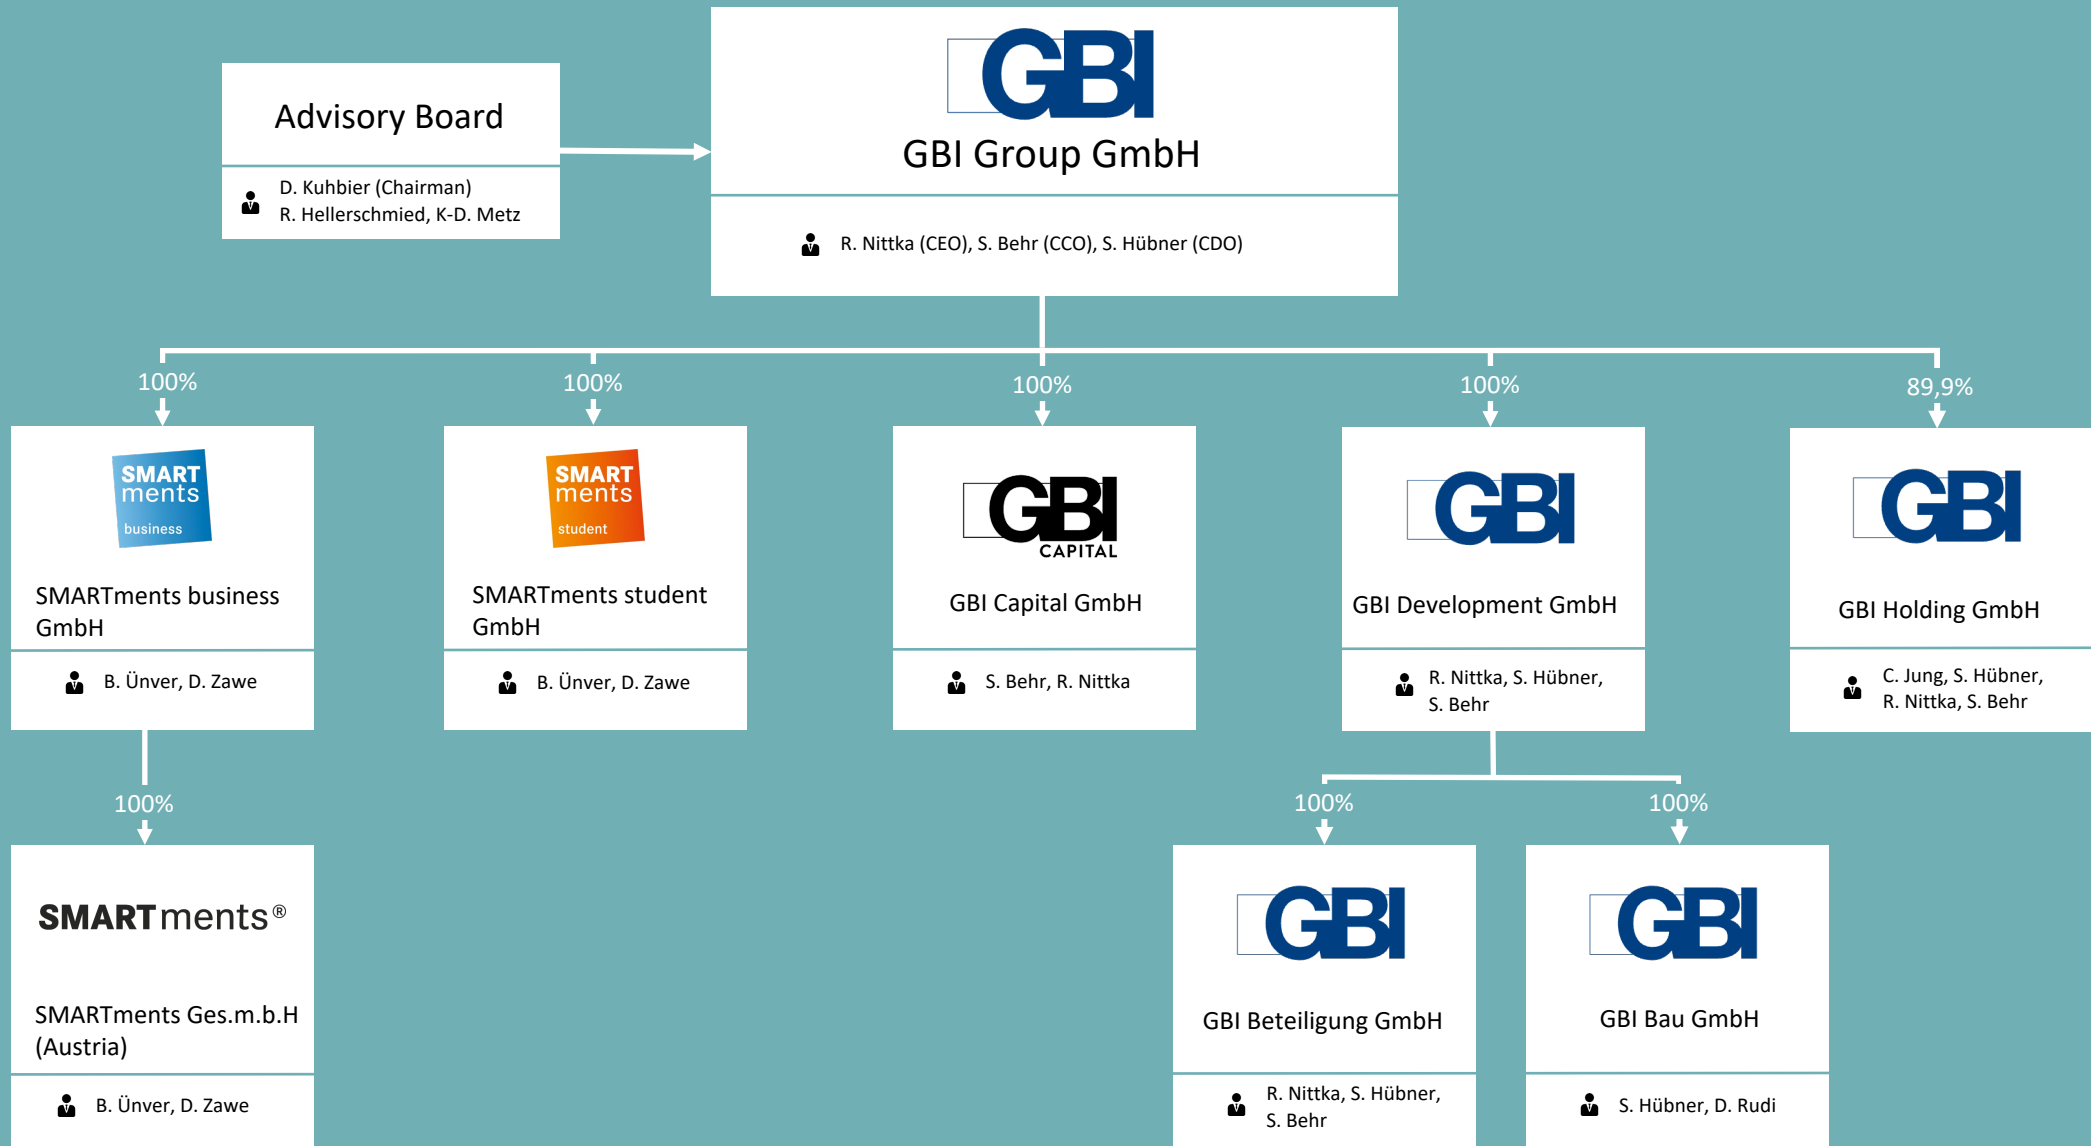 GBI
GBI Group GmbH
R. Nittka (CEO), S. Behr (CCO), S. Hübner (CDO)
Advisory Board
D. Kuhbier (Chairman)
R. Hellerschmied, K-D. Metz
100%
100%
100%
100%
89,9%
SMART
ments
business
SMARTments business
GmbH
B. Ünver, D. Zawe
SMART
ments
student
SMARTments student
GmbH
B. Ünver, D. Zawe
GBI
CAPITAL
GBI Capital GmbH
S. Behr, R. Nittka
GBI
GBI Development GmbH
R. Nittka, S. Hübner,
S. Behr
GBI
GBI Holding GmbH
C. Jung, S. Hübner,
R. Nittka, S. Behr
100%
100%
100%
SMARTments®
SMARTments Ges.m.b.H
(Austria)
B. Ünver, D. Zawe
GBI
GBI Beteiligung GmbH
R. Nittka, S. Hübner,
S. Behr
GBI
GBI Bau GmbH
S. Hübner, D. Rudi